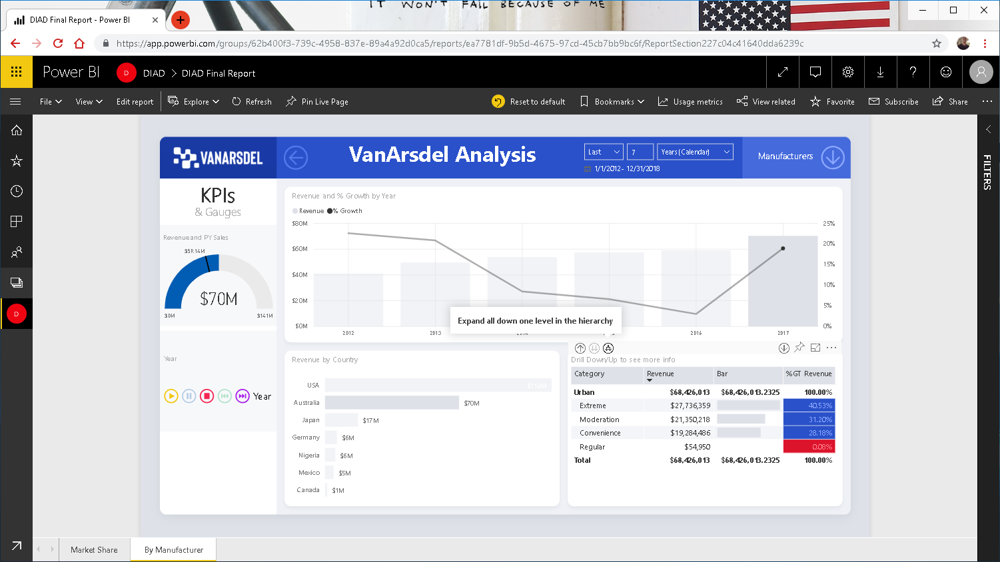 IT WON'T FAIL BECAUSE OF ME
DIAD Final Report - Power BI
https://app.powerbi.com/groups/62b400f3-739c-4958-837e-89a4a92d0ca5/reports/ea7781df-9b5d-4675-97cd-45cb7bb9bc6f/ReportSection227c04c41640dda6239c
Power BI D DIAD DIAD Final Report
File View Edit report Explore Refresh Pin Live Page Reset to default Bookmarks Usage metrics View related Favorite Subscribe Share
VANARSDEL
VanArsdel Analysis
Last 7 Years (Calendar)
1/1/2012 - 12/31/2018
Manufacturers
FILTERS
KPIs
& Gauges
Revenue and PY Sales
$59.14M
$70M
$0M $141M
Year
Year
Revenue and % Growth by Year
Revenue % Growth
$80M 25%
$60M 20%
15%
$40M
10%
$20M
5%
$0M 0%
2012 2013 2016 2017
Expand all down one level in the hierarchy
Revenue by Country
USA $119M
Australia $70M
Japan $17M
Germany $6M
Nigeria $6M
Mexico $5M
Canada $1M
Drill Down/Up to see more info
Category Revenue Bar %GT Revenue
Urban $68,426,013 $68,426,013.2325 100.00%
Extreme $27,736,359 40.53%
Moderation $21,350,218 31.20%
Convenience $19,284,486 28.18%
Regular $54,950 0.08%
Total $68,426,013 $68,426,013.2325 100.00%
D
Market Share By Manufacturer